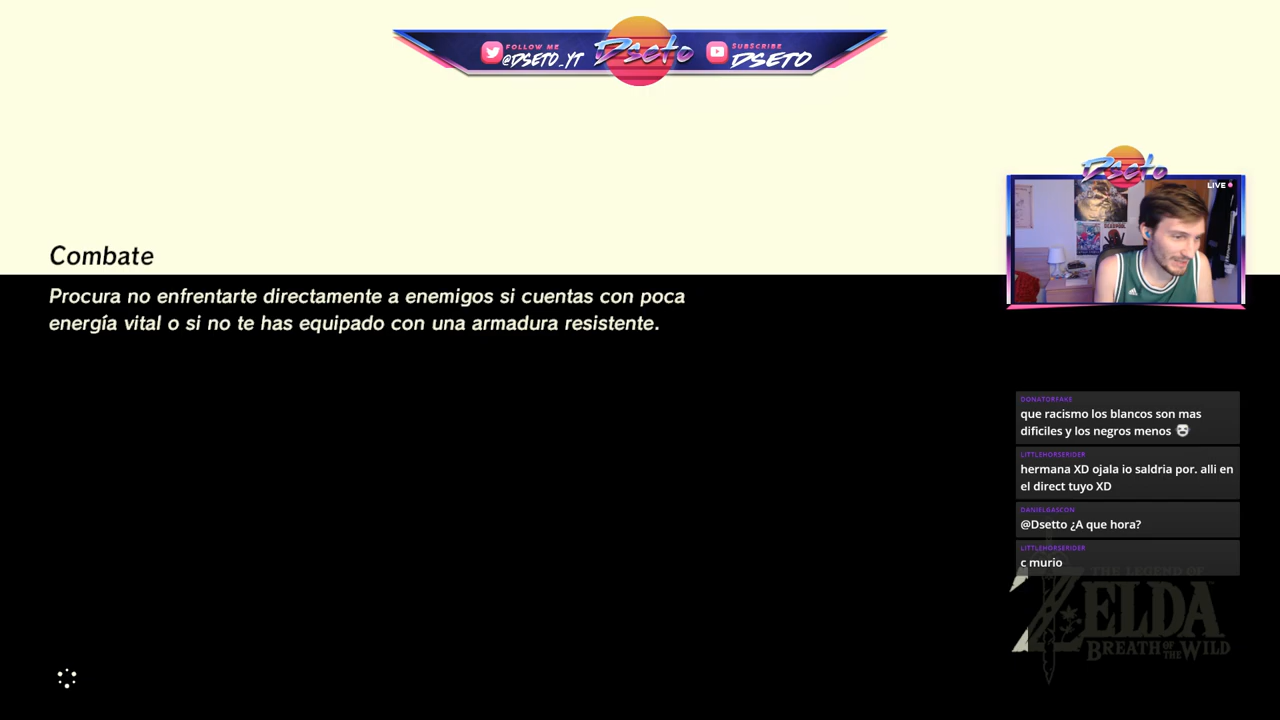 FOLLOW ME
@DSETO_YT
Dseto
SUBSCRIBE
DSETO
Dseto
LIVE
Combate
Procura no enfrentarte directamente a enemigos si cuentas con poca
energía vital o si no te has equipado con una armadura resistente.
DONATORFAKE
que racismo los blancos son mas
dificiles y los negros menos
LITTLEHORSERIDER
hermana XD ojala io saldria por. alli en
el direct tuyo XD
DANIELGASCON
@Dsetto ¿A que hora?
LITTLEHORSERIDER
c murio
THE LEGEND OF
ZELDA
BREATH OF THE WILD